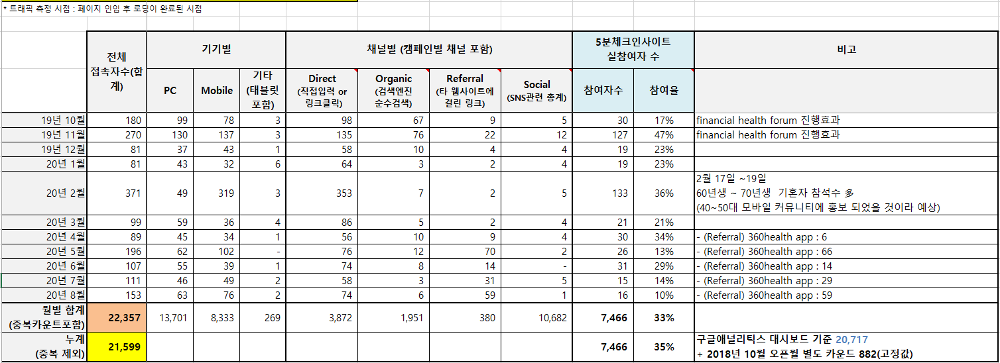 * 트래픽 측정 시점 : 페이지 인입 후 로딩이 완료된 시점
전체
접속자수(합
계)
기기별
채널별 (캠페인별 채널 포함)
5분체크인사이트
실참여자 수
비고
PC
Mobile
기타
(태블릿
포함)
Direct
(직접입력 or
링크클릭)
Organic
(검색엔진
순수검색)
Referral
(타 웹사이트에
걸린 링크)
Social
(SNS관련 총계)
참여자수
참여율
19년 10월 180 99 78 3 98 67 9 5 30 17% financial health forum 진행효과
19년 11월 270 130 137 3 135 76 22 12 127 47% financial health forum 진행효과
19년 12월 81 37 43 1 58 10 4 4 19 23%
20년 1월 81 43 32 6 64 3 2 4 19 23%
20년 2월 371 49 319 3 353 7 2 5 133 36%
2월 17일 ~19일
60년생 ~ 70년생 기혼자 참석수 多
(40~50대 모바일 커뮤니티에 홍보 되었을 것이라 예상)
20년 3월 99 59 36 4 86 5 2 4 21 21%
20년 4월 89 45 34 1 56 10 9 4 30 34% - (Referral) 360health app : 6
20년 5월 196 62 102 - 76 12 70 2 26 13% - (Referral) 360health app : 66
20년 6월 107 55 39 1 74 8 14 - 31 29% - (Referral) 360health app : 14
20년 7월 111 46 49 2 58 3 31 5 15 14% - (Referral) 360health app : 29
20년 8월 153 63 76 2 74 6 59 1 16 10% - (Referral) 360health app : 59
월별 합계
(중복카운트포함)
22,357 13,701 8,333 269 3,872 1,951 380 10,682 7,466 33%
누계
(중복 제외)
21,599 7,466 35%
구글애널리틱스 대시보드 기준 20,717
+ 2018년 10월 오픈월 별도 카운드 882(고정값)